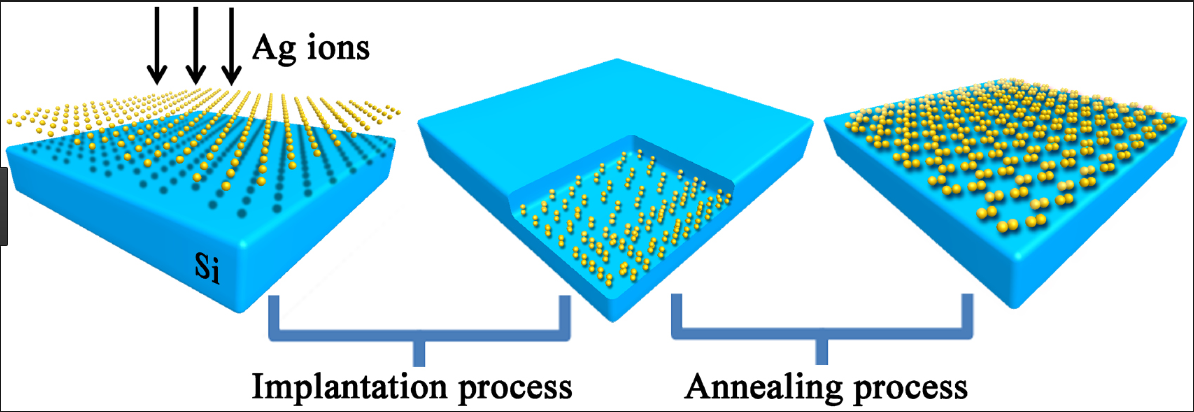 Ag ions
Si
Implantation process
Annealing process